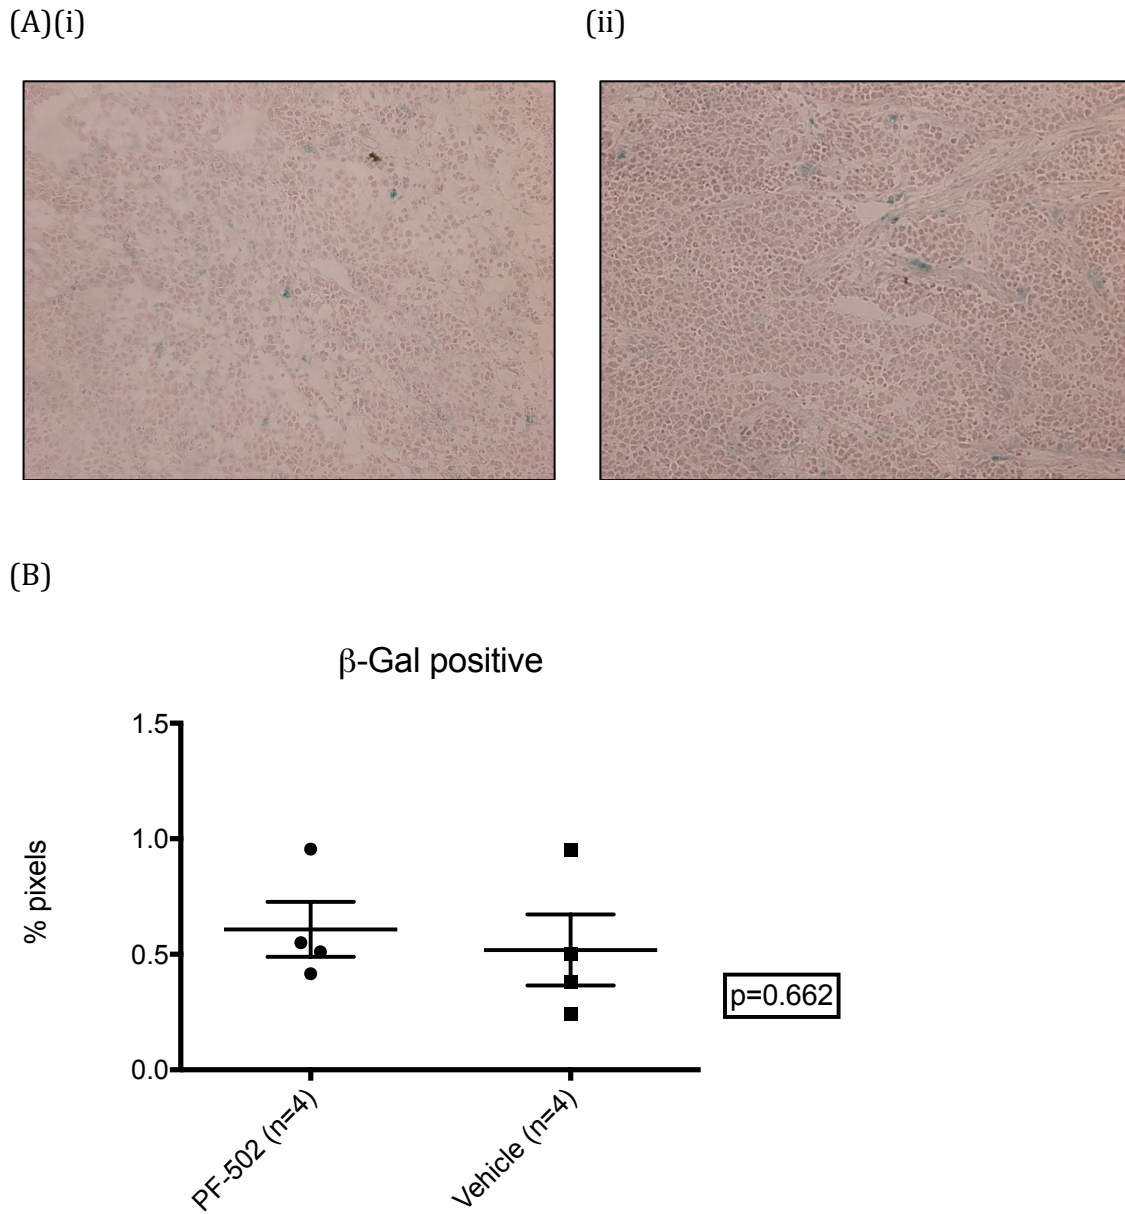 (A)(i)
(ii)
(B)
β-Gal positive
1.5
1.0
0.5
0.0
% pixels
p=0.662
PF-502 (n=4)
Vehicle (n=4)